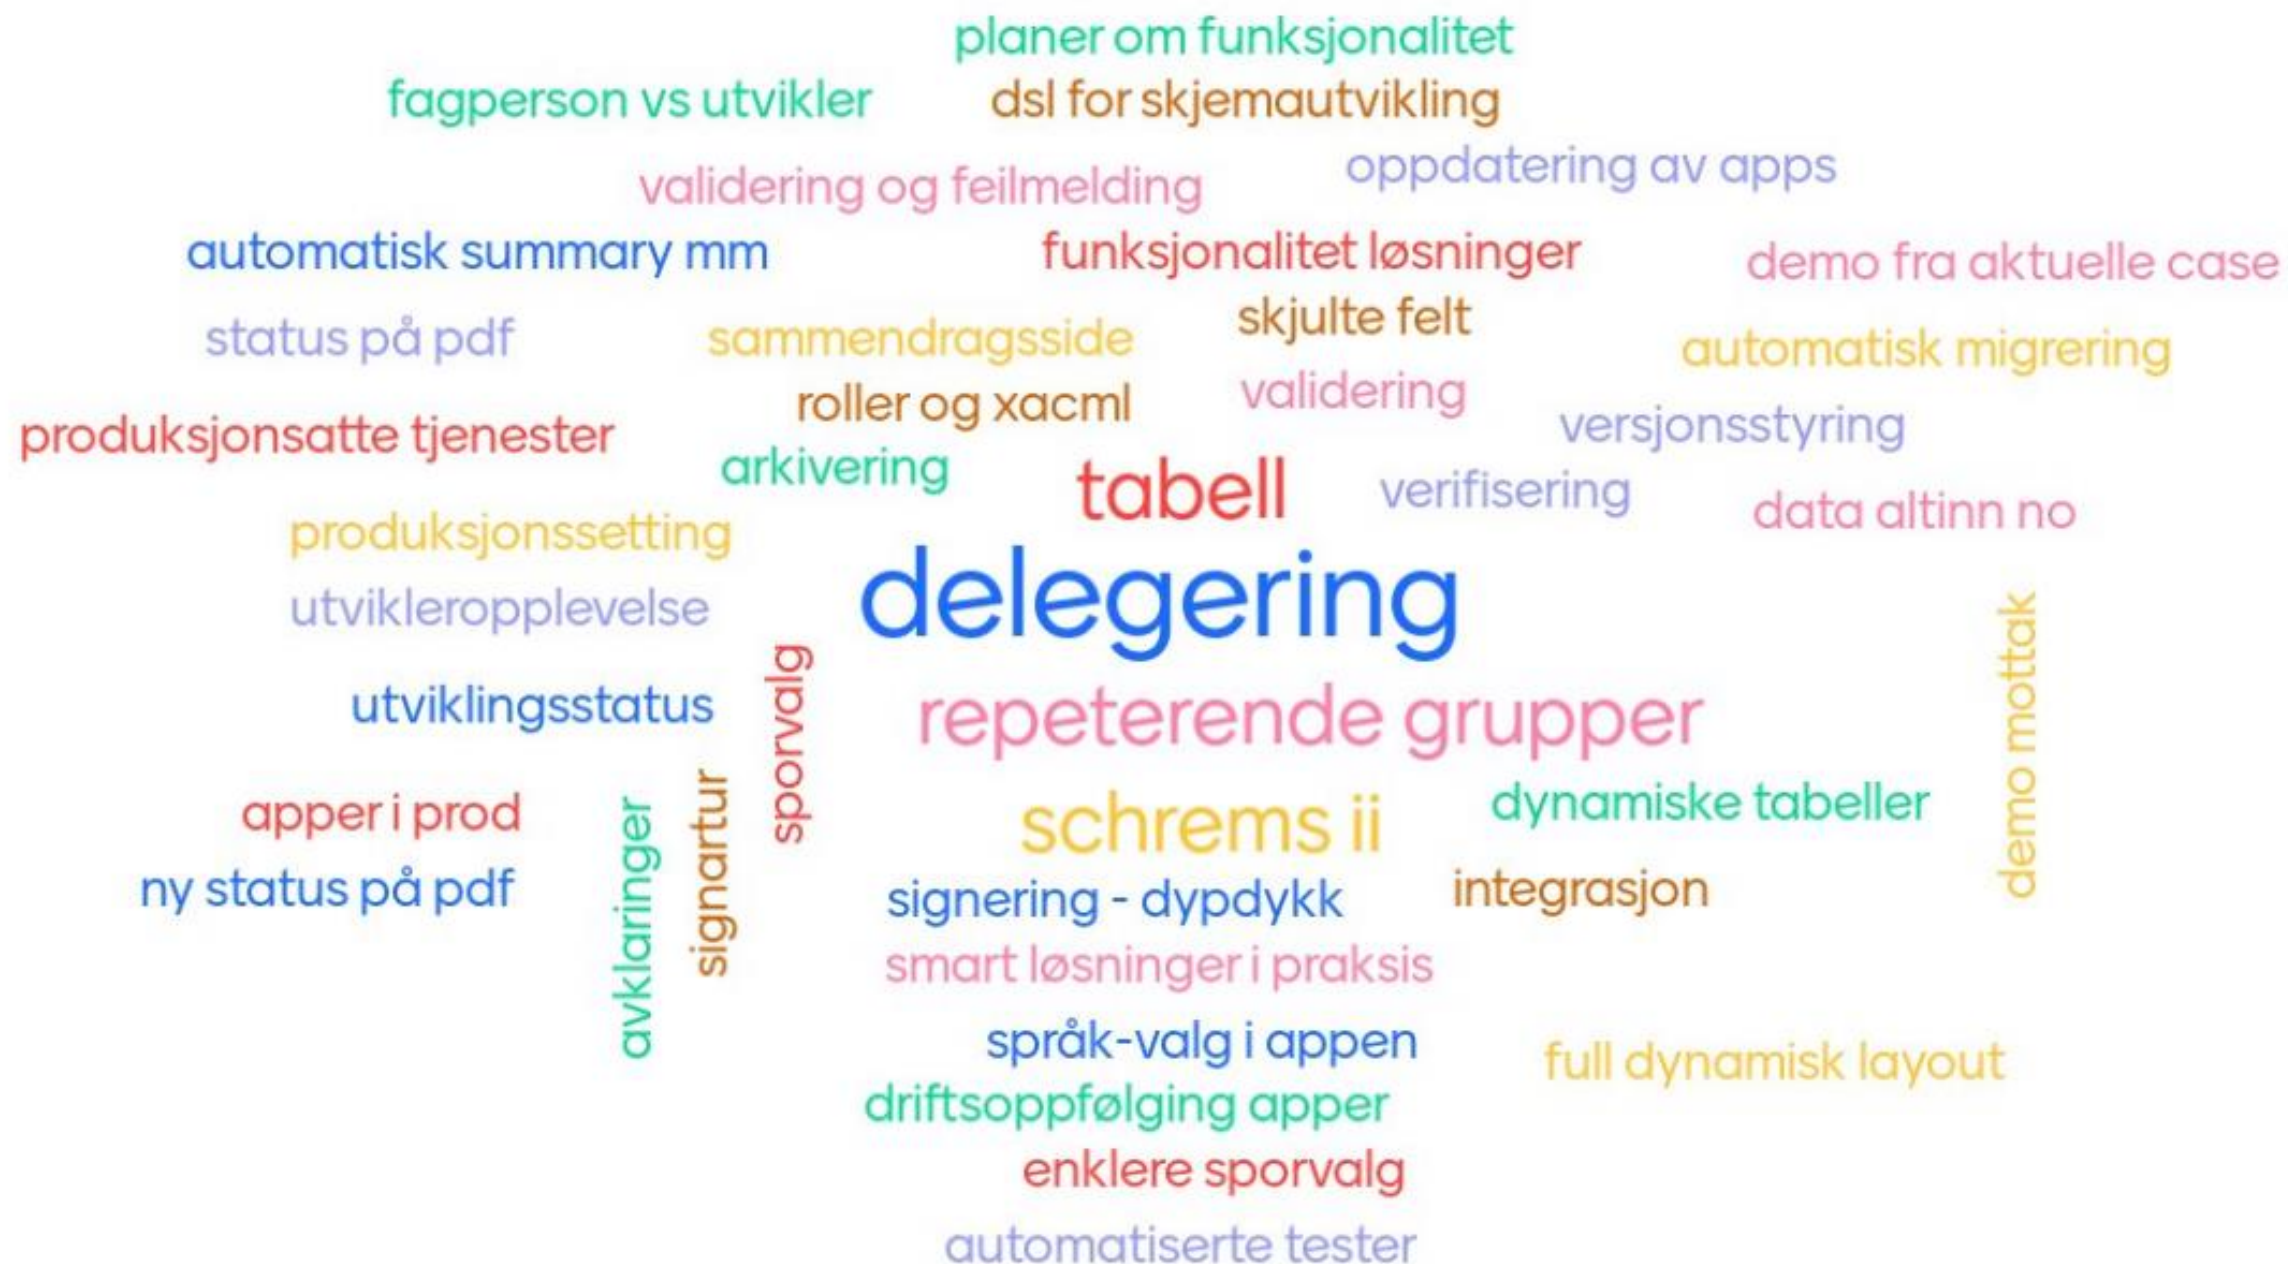 planer om funksjonalitet
fagperson vs utvikler
dsl for skjemautvikling
oppdatering av apps
validering og feilmelding
automatisk summary mm
funksjonalitet løsninger
demo fra aktuelle case
skjulte felt
status på pdf
sammendragsside
automatisk migrering
roller og xacml
validering
versjonsstyring
produksjonsatte tjenester
arkivering
tabell
verifisering
data altinn no
produksjonssetting
delegering
utvikleropplevelse
utviklingsstatus
sporvalg
repeterende grupper
demo mottak
apper i prod
avklaringer
signartur
schrems ii
dynamiske tabeller
ny status på pdf
signering - dypdykk
integrasjon
smart løsninger i praksis
språk-valg i appen
full dynamisk layout
driftsoppfølging apper
enklere sporvalg
automatiserte tester